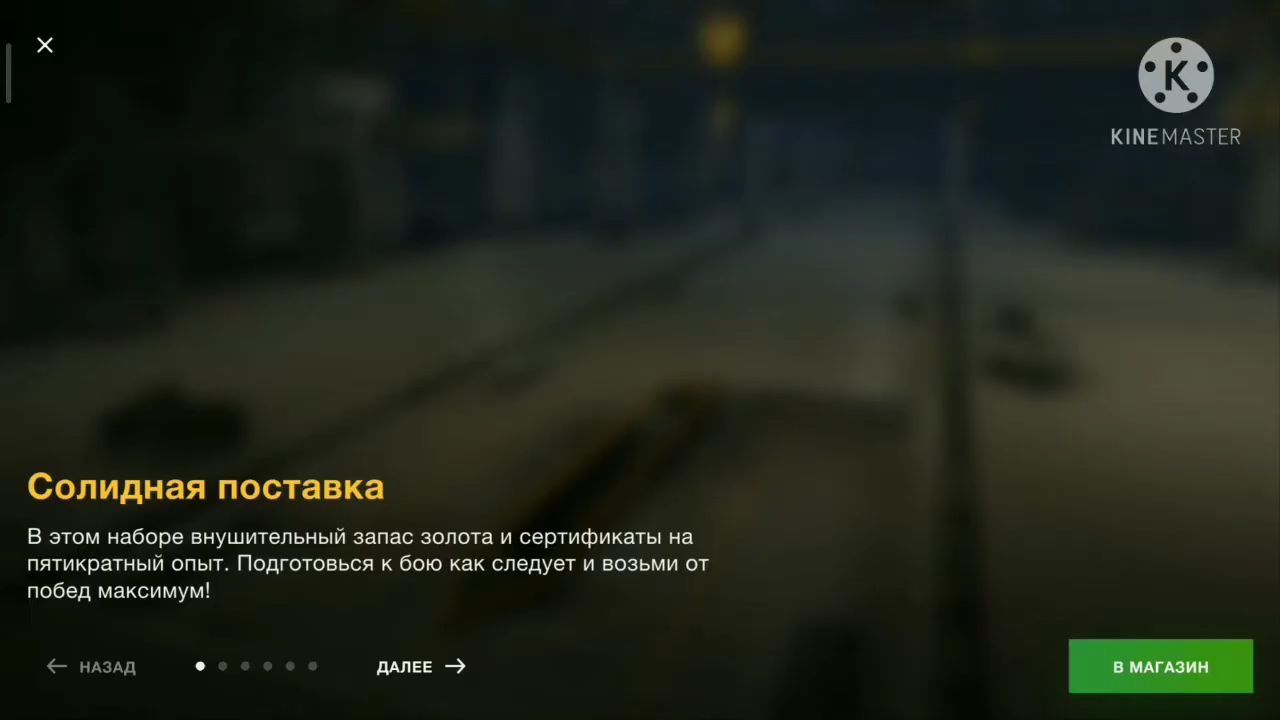 KINEMASTER
Солидная поставка
В этом наборе внушительный запас золота и сертификаты на
пятикратный опыт. Подготовься к бою как следует и возьми от
побед максимум!
НАЗАД
ДАЛЕЕ
В МАГАЗИН